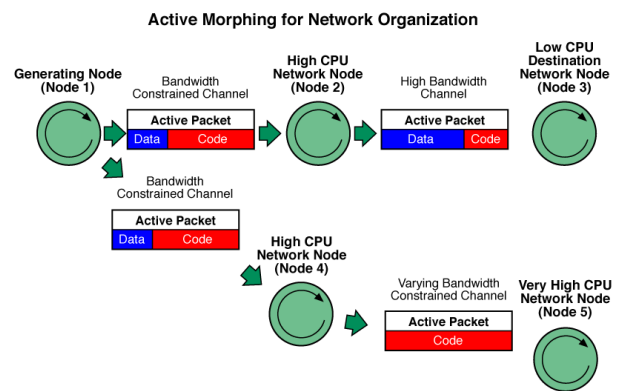 Active Morphing for Network Organization
Generating Node
(Node 1)
Bandwidth
Constrained Channel
Active Packet
Data Code
High CPU
Network Node
(Node 2)
High Bandwidth
Channel
Active Packet
Data Code
Low CPU
Destination
Network Node
(Node 3)
Bandwidth
Constrained Channel
Active Packet
Data Code
High CPU
Network Node
(Node 4)
Varying Bandwidth
Constrained Channel
Active Packet
Code
Very High CPU
Network Node
(Node 5)